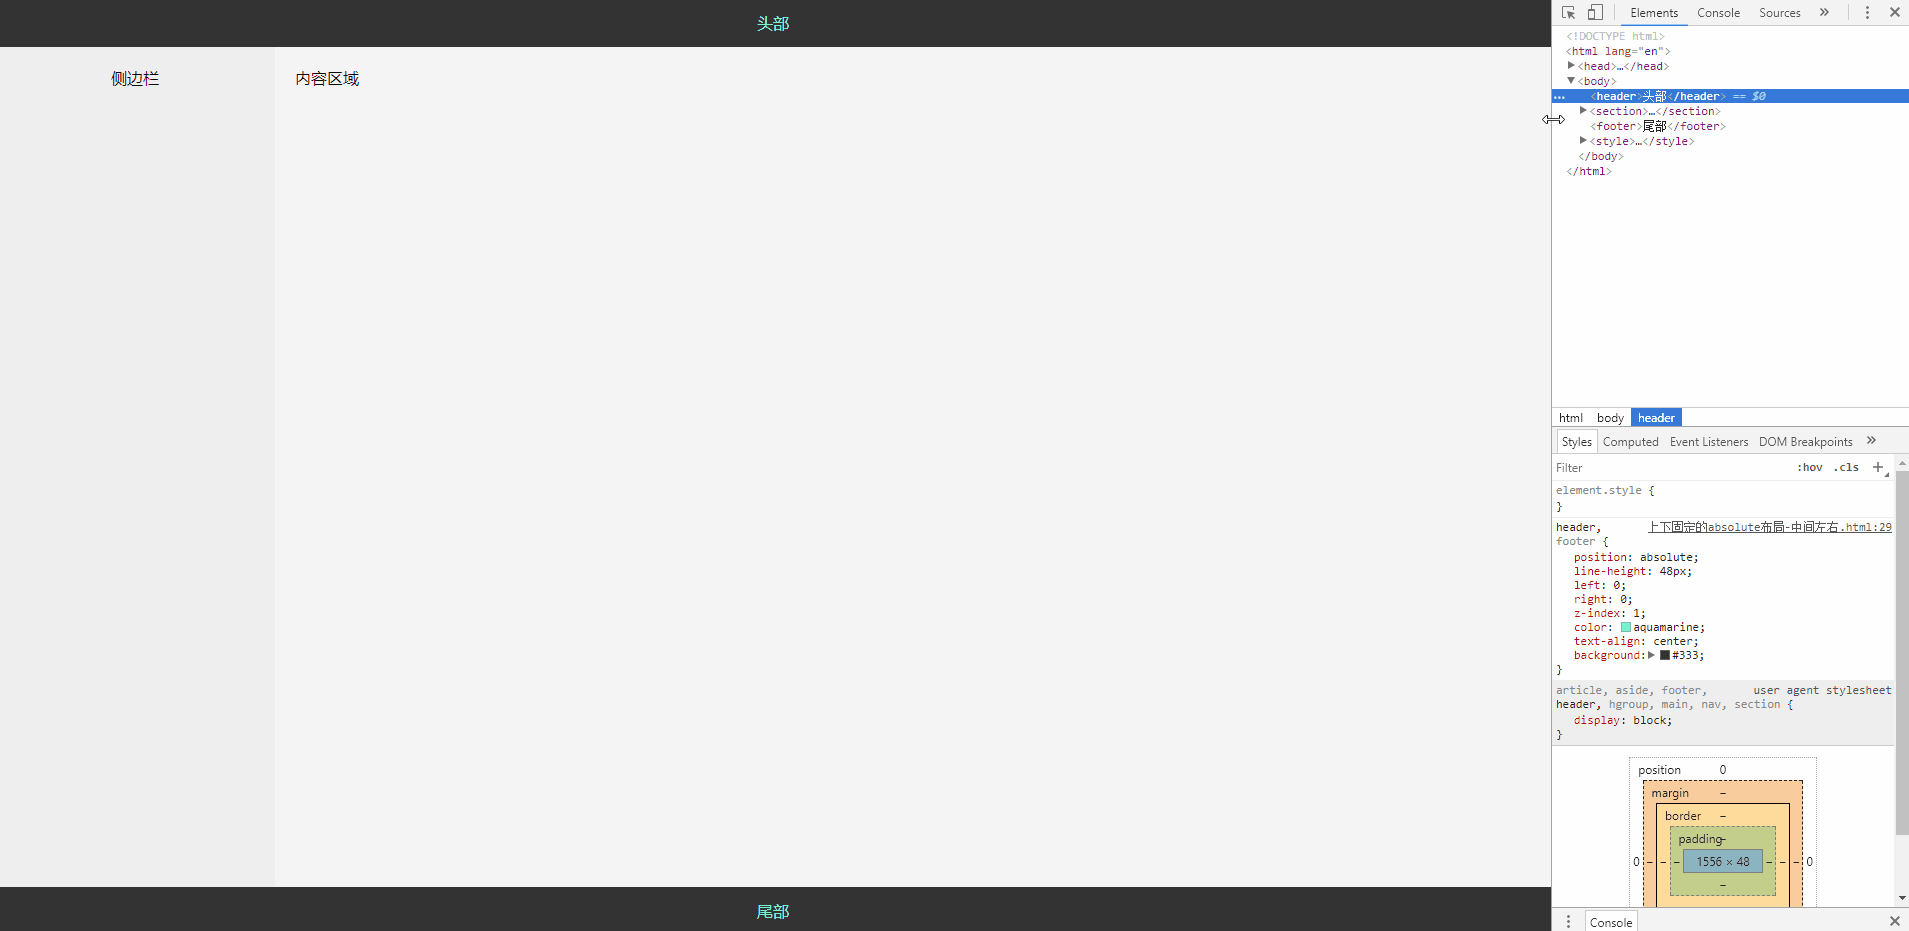 头部
侧边栏
内容区域
尾部
Elements Console Sources »
<!DOCTYPE html>
<html lang="en">
<head>…</head>
<body>
<header>头部</header> == $0
<section>…</section>
<footer>尾部</footer>
<style>…</style>
</body>
</html>
html body header
Styles Computed Event Listeners DOM Breakpoints »
Filter :hov .cls +
element.style {
}
header, 上下固定的absolute布局-中间左右.html:29
footer {
position: absolute;
line-height: 48px;
left: 0;
right: 0;
z-index: 1;
color: aquamarine;
text-align: center;
background: #333;
}
article, aside, footer, user agent stylesheet
header, hgroup, main, nav, section {
display: block;
}
position 0
margin –
border –
padding –
0 – – – 1556 × 48 – – – 0
–
Console